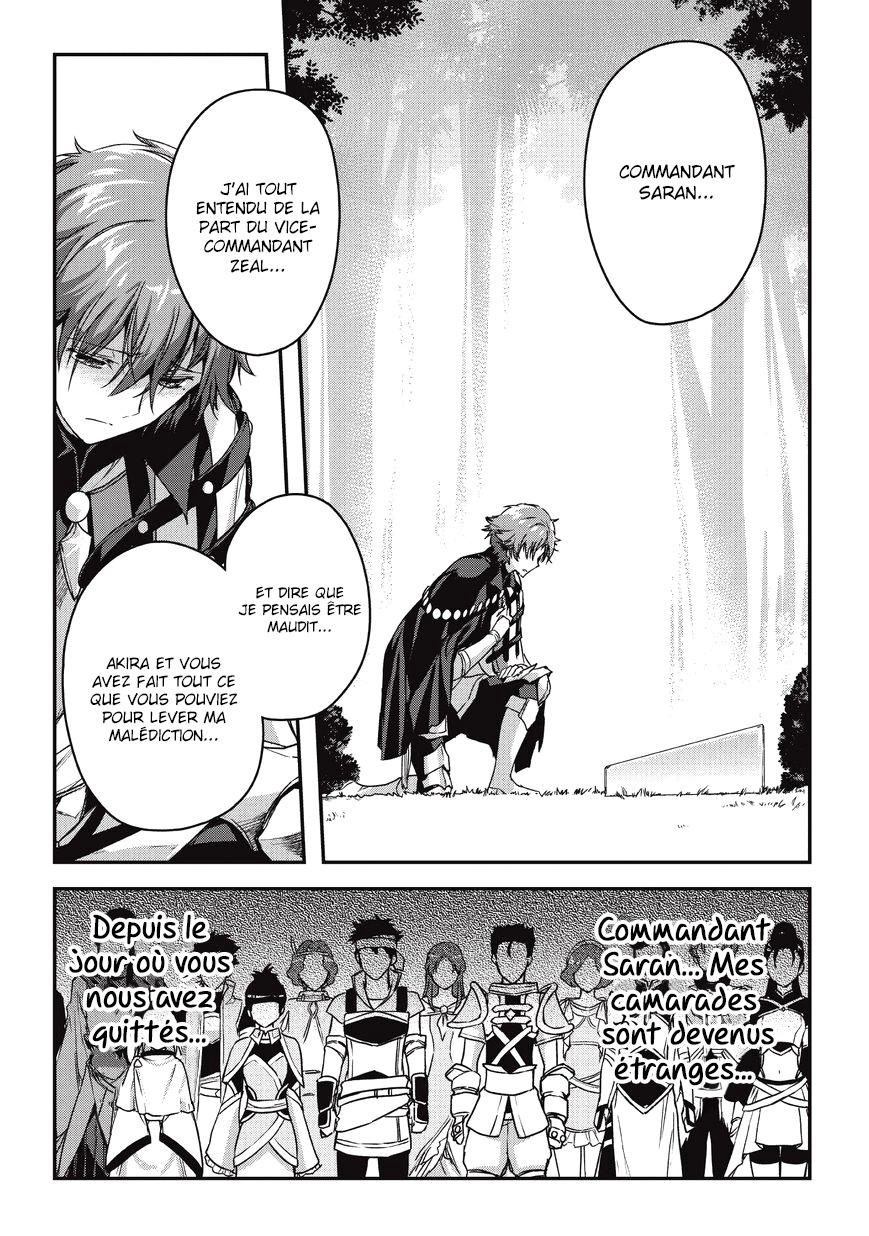 COMMANDANT
SARAN...
J'AI TOUT
ENTENDU DE LA
PART DU VICE-
COMMANDANT
ZEAL...
ET DIRE QUE
JE PENSAIS ÊTRE
MAUDIT...
AKIRA ET VOUS
AVEZ FAIT TOUT CE
QUE VOUS POUVIEZ
POUR LEVER MA
MALÉDICTION...
Commandant
Saran... Mes
camarades
sont devenus
étranges...
Depuis le
jour où vous
nous avez
quittés...